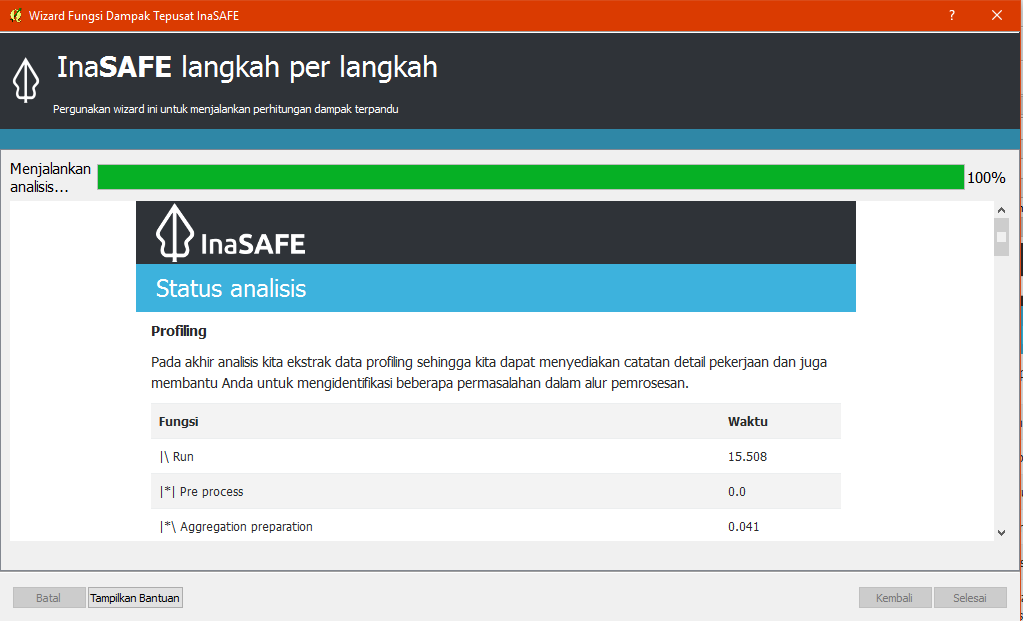 Wizard Fungsi Dampak Tepusat InaSAFE
?
InaSAFE langkah per langkah
Pergunakan wizard ini untuk menjalankan perhitungan dampak terpandu
Menjalankan
analisis...
100%
InaSAFE
Status analisis
Profiling
Pada akhir analisis kita ekstrak data profiling sehingga kita dapat menyediakan catatan detail pekerjaan dan juga
membantu Anda untuk mengidentifikasi beberapa permasalahan dalam alur pemrosesan.
Fungsi Waktu
|\ Run 15.508
|*| Pre process 0.0
|*\ Aggregation preparation 0.041
Batal Tampilkan Bantuan Kembali Selesai